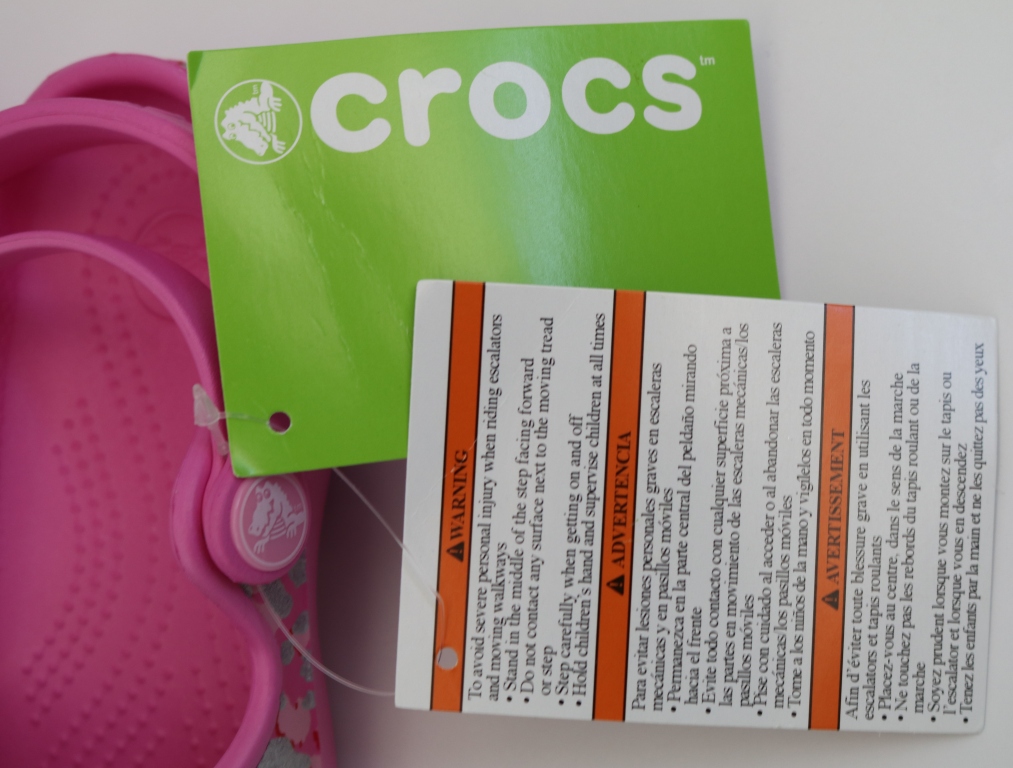 crocs™
WARNING
To avoid severe personal injury when riding escalators
and moving walkways
• Stand in the middle of the step facing forward
• Do not contact any surface next to the moving tread
or step
• Step carefully when getting on and off
• Hold children's hand and supervise children at all times
ADVERTENCIA
Para evitar lesiones personales graves en escaleras
mecánicas y en pasillos móviles
• Permanezca en la parte central del peldaño mirando
hacia el frente
• Evite todo contacto con cualquier superficie próxima a
las partes en movimiento de las escaleras mecánicas/los
pasillos móviles
• Pise con cuidado al acceder o al abandonar las escaleras
mecánicas/los pasillos móviles
• Tome a los niños de la mano y vigílelos en todo momento
AVERTISSEMENT
Afin d'éviter toute blessure grave en utilisant les
escalators et tapis roulants
• Placez-vous au centre, dans le sens de la marche
• Ne touchez pas les rebords du tapis roulant ou de la
marche
• Soyez prudent lorsque vous montez sur le tapis ou
l'escalator et lorsque vous en descendez
• Tenez les enfants par la main et ne les quittez pas des yeux